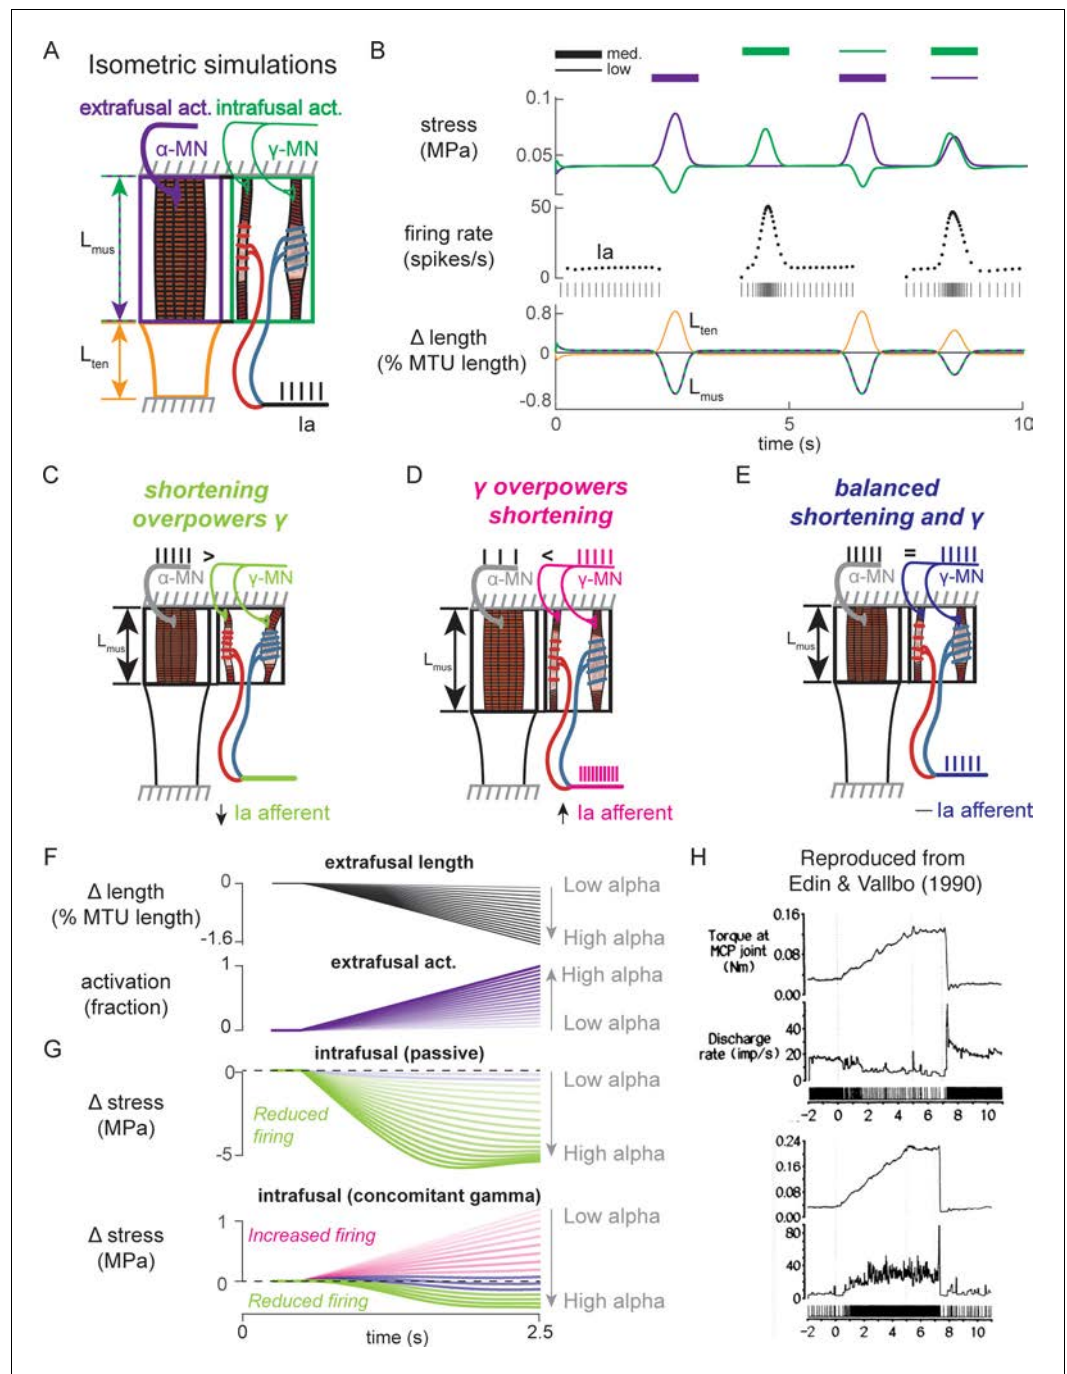 A
Isometric simulations
extrafusal act.
intrafusal act.
α-MN
γ-MN
Lmus
Lten
Ia
B
med.
low
stress
(MPa)
0.1
0.05
firing rate
(spikes/s)
50
0
Ia
Δ length
(% MTU length)
0.8
0
-0.8
Lten
Lmus
0
5
10
time (s)
C
shortening
overpowers γ
>
α-MN
γ-MN
Lmus
Ia afferent
D
γ overpowers
shortening
<
α-MN
γ-MN
Lmus
Ia afferent
E
balanced
shortening and γ
=
α-MN
γ-MN
Lmus
Ia afferent
F
extrafusal length
Δ length
(% MTU length)
0
-1.6
Low alpha
High alpha
extrafusal act.
activation
(fraction)
1
0
High alpha
Low alpha
G
intrafusal (passive)
Δ stress
(MPa)
0
-5
Reduced
firing
Low alpha
High alpha
intrafusal (concomitant gamma)
Δ stress
(MPa)
1
0
Increased firing
Reduced firing
Low alpha
High alpha
0
2.5
time (s)
H
Reproduced from
Edin & Vallbo (1990)
Torque at
MCP joint
(Nm)
0.16
0.08
0.00
Discharge
rate (imp/s)
40
20
0
-2 0 2 4 6 8 10
0.24
0.16
0.08
0.00
80
40
0
-2 0 2 4 6 8 10